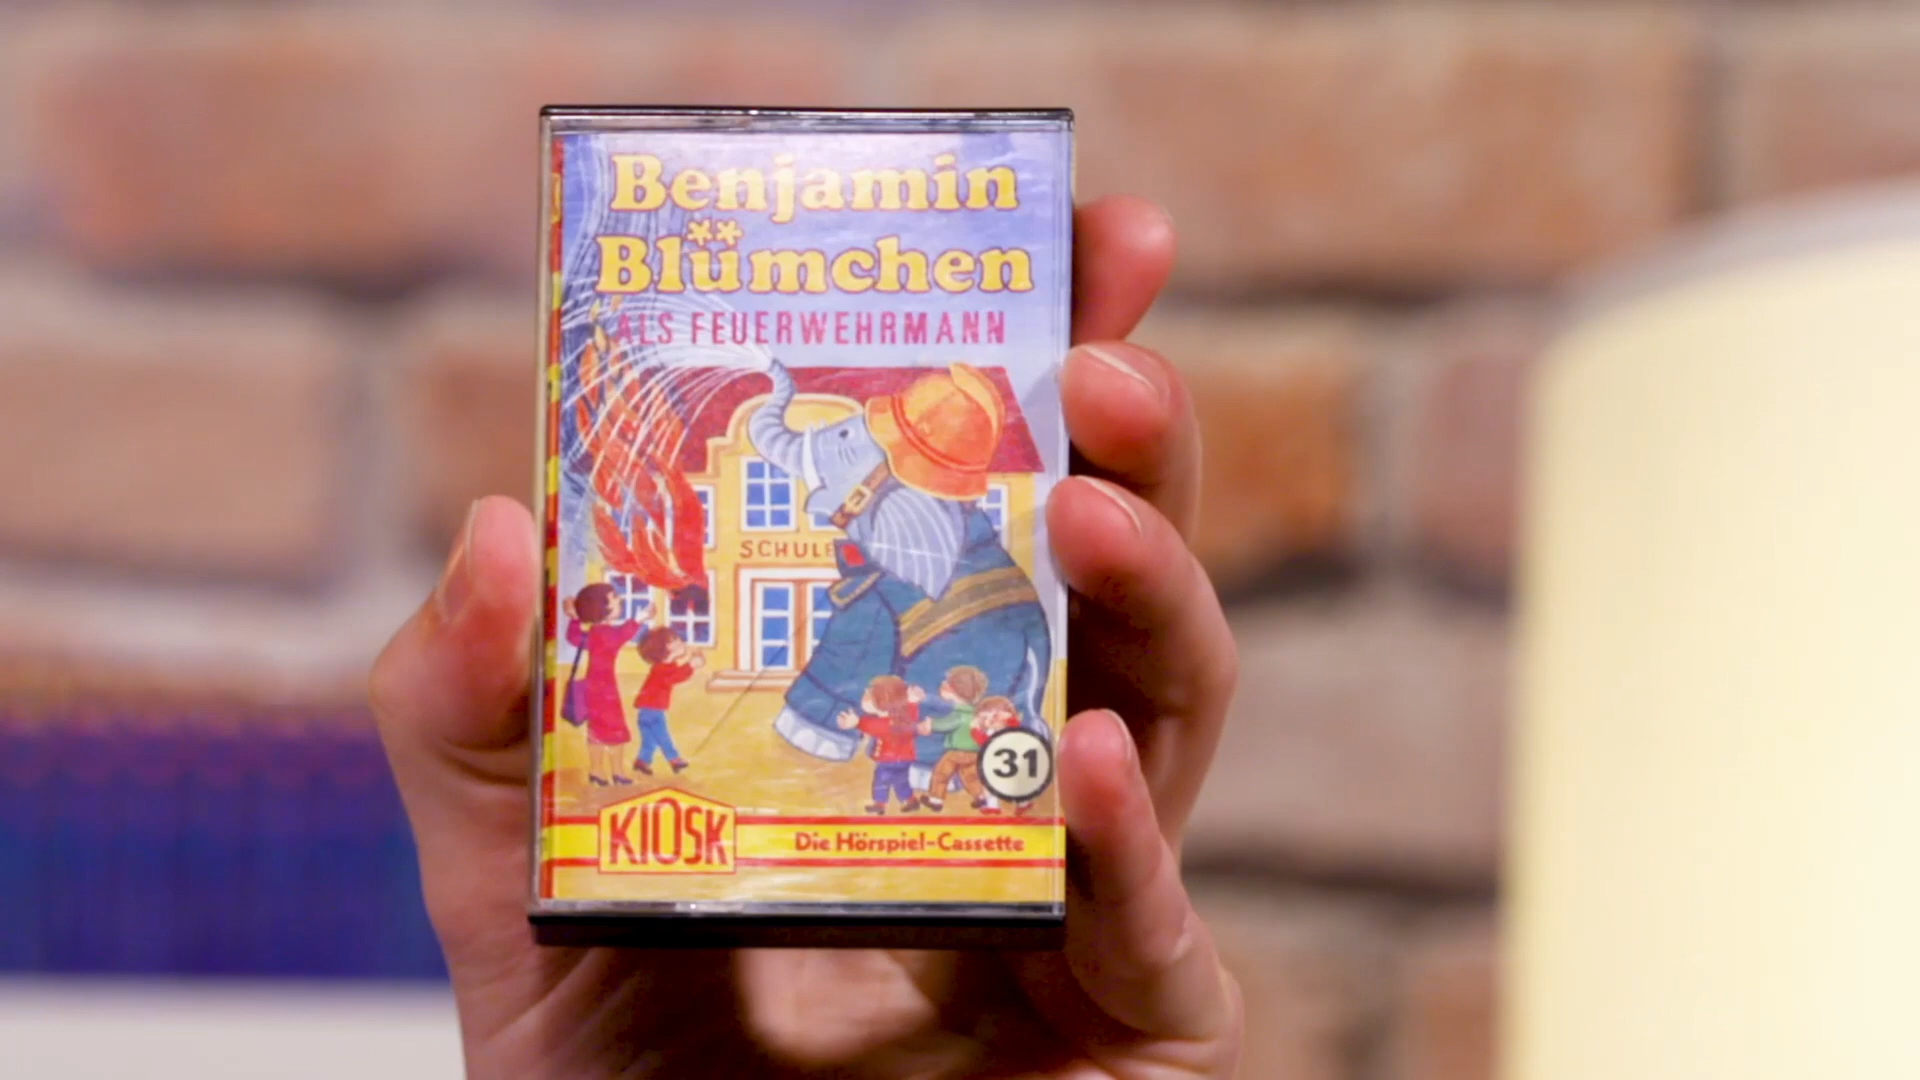 Benjamin
Blümchen
ALS FEUERWEHRMANN
SCHULE
31
KIOSK
Die Hörspiel-Cassette